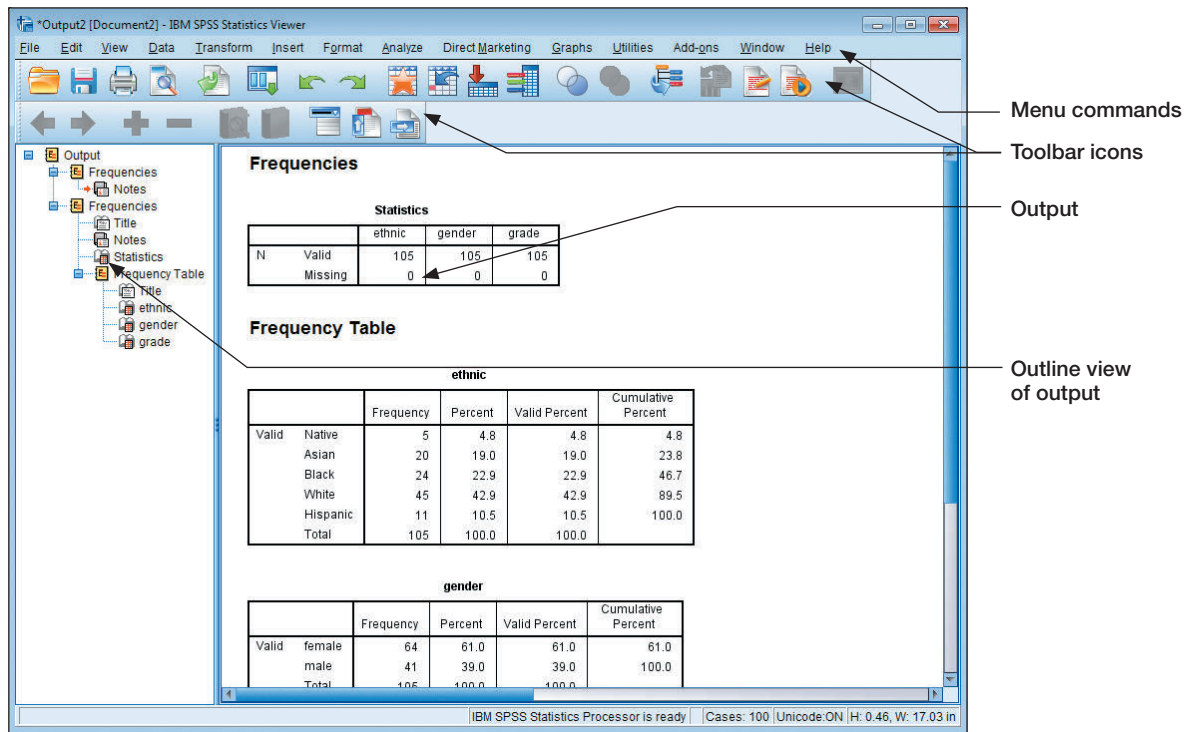 *Output2 [Document2] - IBM SPSS Statistics Viewer
File Edit View Data Transform Insert Format Analyze Direct Marketing Graphs Utilities Add-ons Window Help
Menu commands
Toolbar icons
Output
Outline view
of output
Output
Frequencies
Notes
Frequencies
Title
Notes
Statistics
Frequency Table
Title
ethnic
gender
grade
Frequencies
Statistics
ethnic gender grade
N Valid 105 105 105
Missing 0 0 0
Frequency Table
ethnic
Frequency Percent Valid Percent Cumulative Percent
Valid Native 5 4.8 4.8 4.8
Asian 20 19.0 19.0 23.8
Black 24 22.9 22.9 46.7
White 45 42.9 42.9 89.5
Hispanic 11 10.5 10.5 100.0
Total 105 100.0 100.0
gender
Frequency Percent Valid Percent Cumulative Percent
Valid female 64 61.0 61.0 61.0
male 41 39.0 39.0 100.0
Total 105 100.0 100.0
IBM SPSS Statistics Processor is ready Cases: 100 Unicode:ON H: 0.46, W: 17.03 in